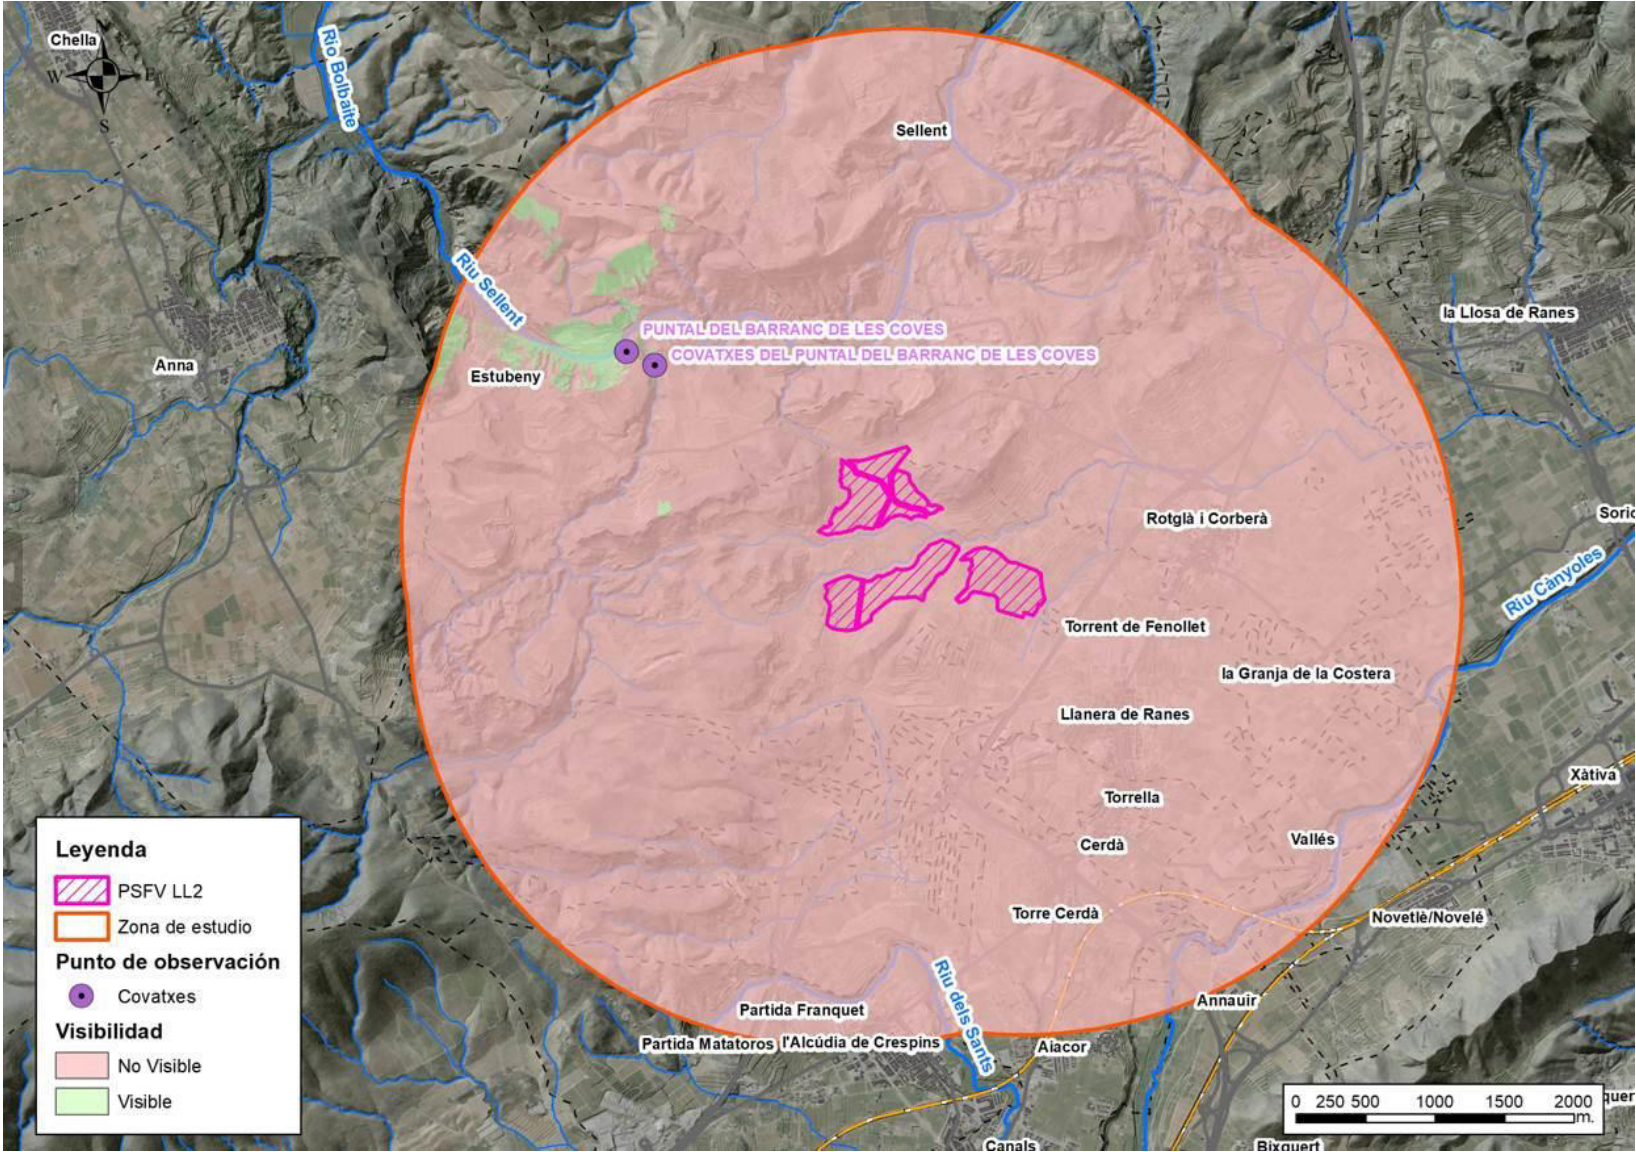 Chella
W
E
S
Río Bolbaite
Sellent
Riu Sellent
la Llosa de Ranes
PUNTAL DEL BARRANC DE LES COVES
COVATXES DEL PUNTAL DEL BARRANC DE LES COVES
Anna
Estubeny
Rotglà i Corberà
Soric
Riu Cànyoles
Torrent de Fenollet
la Granja de la Costera
Llanera de Ranes
Xàtiva
Torrella
Vallés
Cerdà
Torre Cerdà
Novetlè/Novelé
Riu dels Sants
Annauir
Partida Franquet
Partida Matatoros
l'Alcúdia de Crespins
Aiacor
Canals
Bixquert
quer
Leyenda
PSFV LL2
Zona de estudio
Punto de observación
Covatxes
Visibilidad
No Visible
Visible
0 250 500 1000 1500 2000
m.